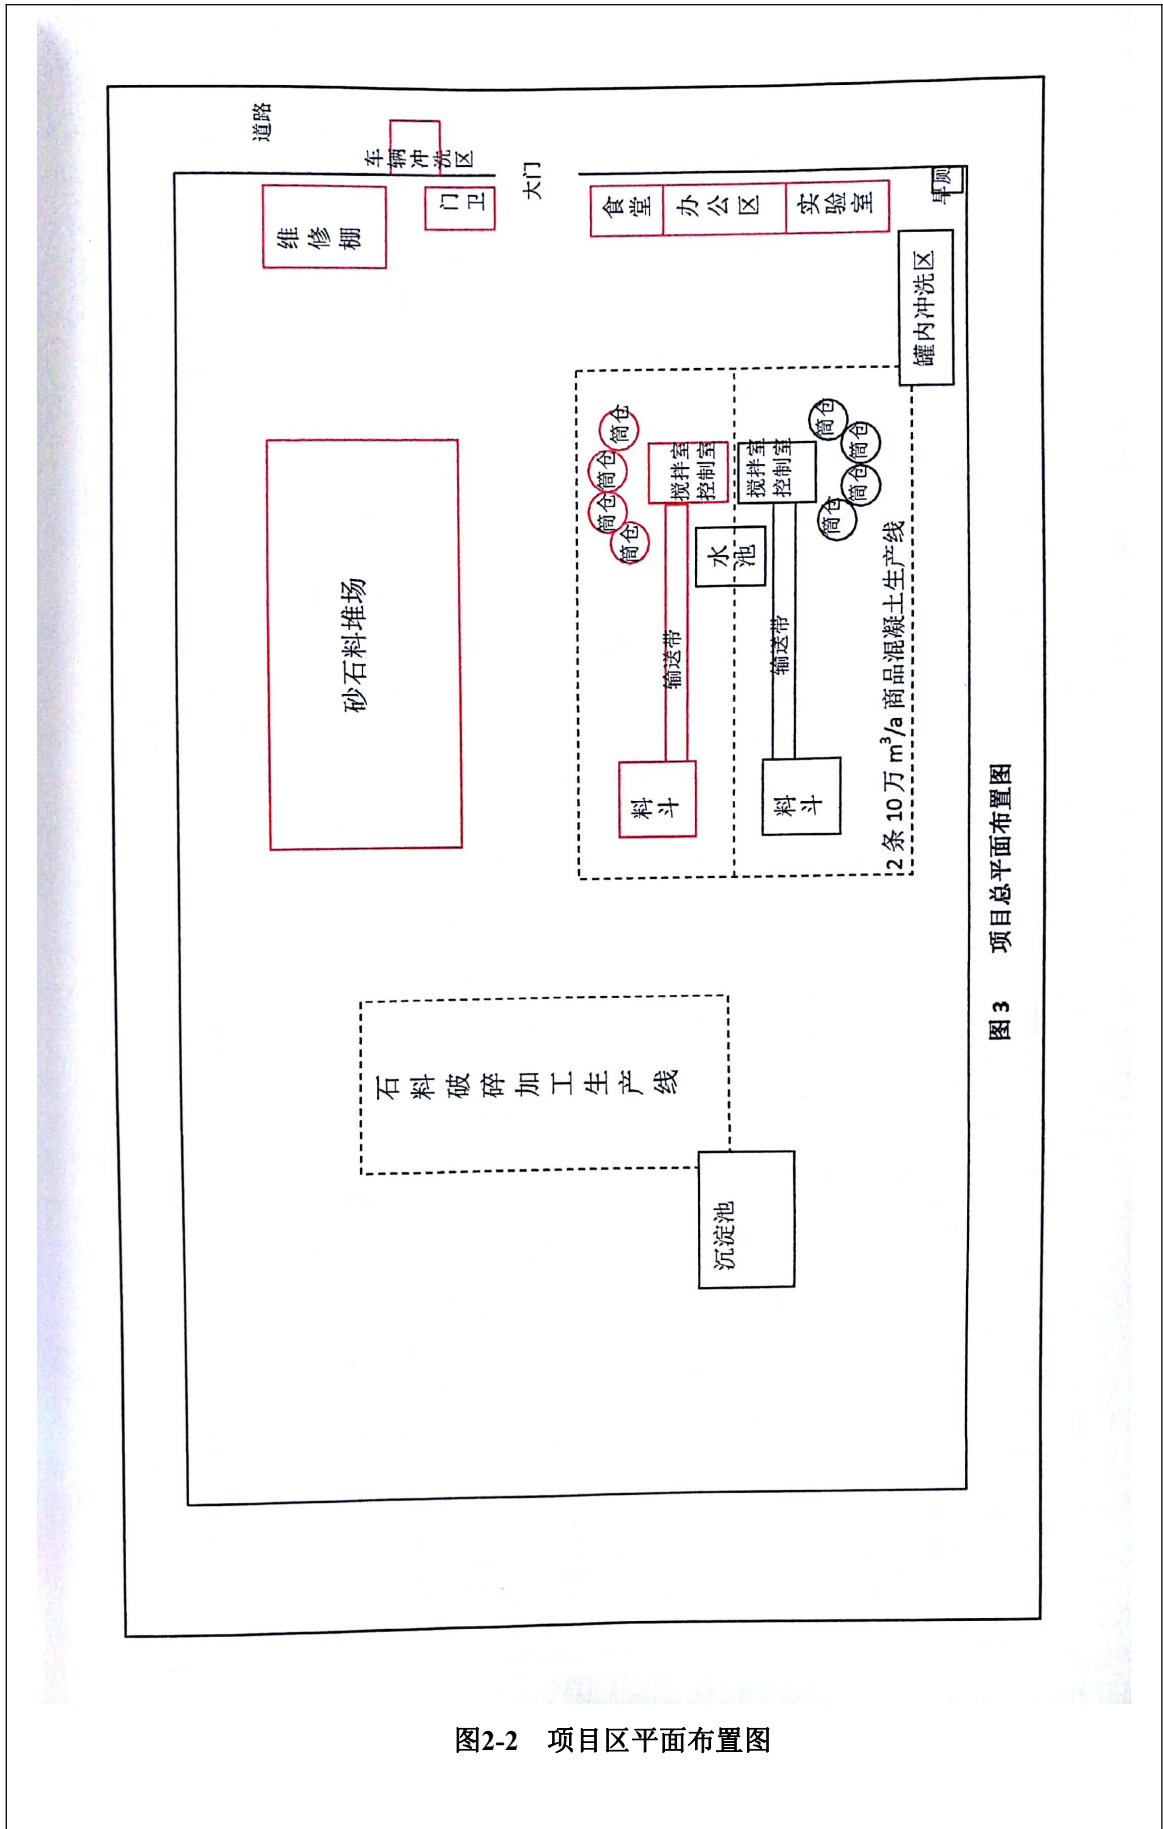 道路
车辆冲洗区
大门
维修棚
门卫
食堂
办公区
实验室
旱厕
罐内冲洗区
砂石料堆场
筒仓
筒仓
筒仓
筒仓
搅拌室
控制室
搅拌室
控制室
筒仓
筒仓
筒仓
筒仓
水池
输送带
输送带
料斗
料斗
2 条 10 万 m³/a 商品混凝土生产线
石料破碎加工生产线
沉淀池
图 3 项目总平面布置图
图2-2 项目区平面布置图